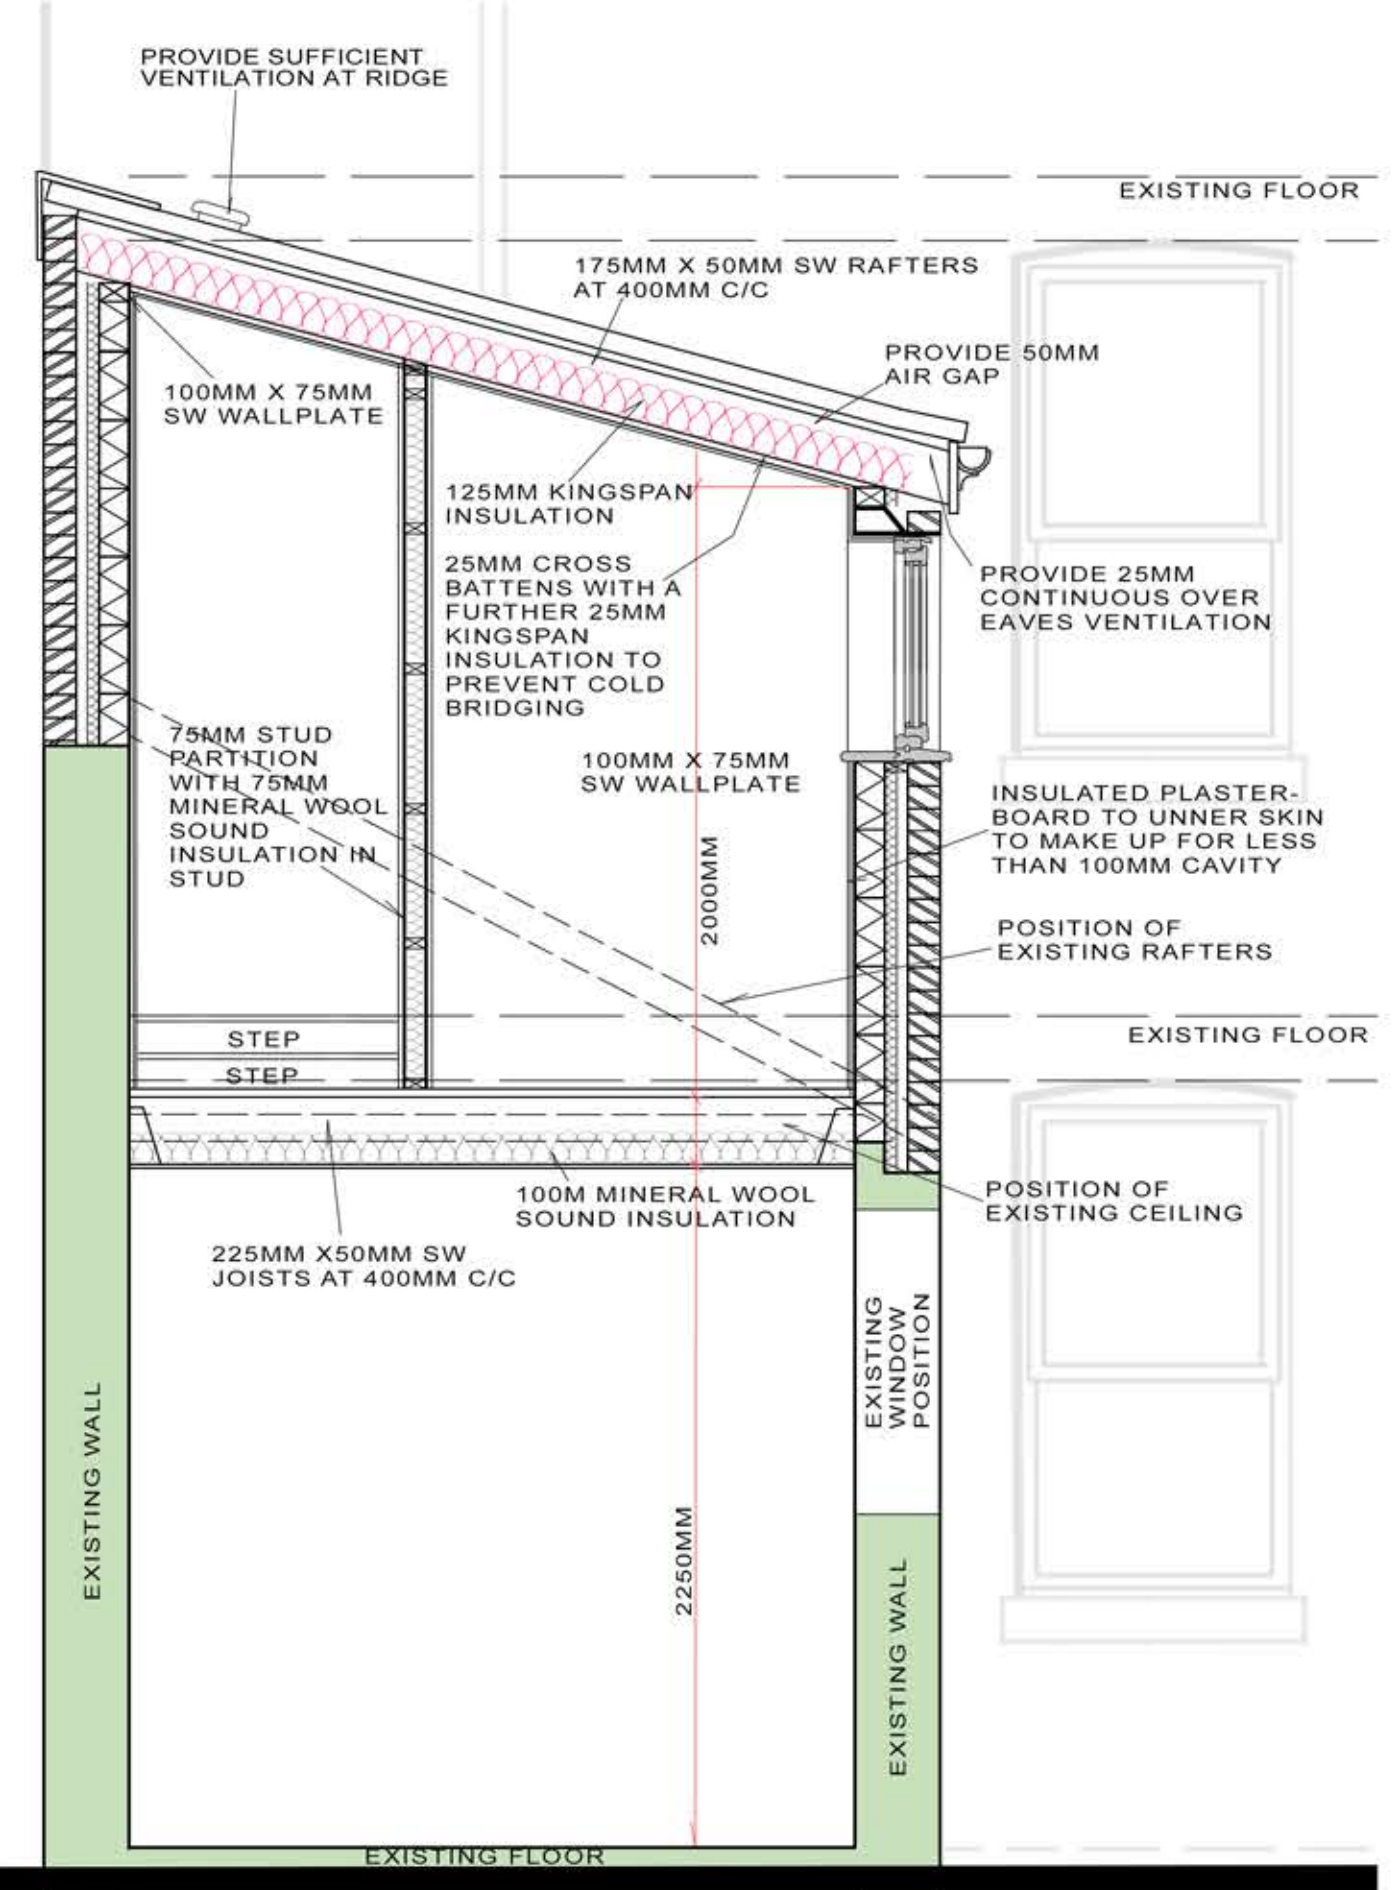 PROVIDE SUFFICIENT
VENTILATION AT RIDGE
EXISTING FLOOR
175MM X 50MM SW RAFTERS
AT 400MM C/C
PROVIDE 50MM
AIR GAP
100MM X 75MM
SW WALLPLATE
125MM KINGSPAN
INSULATION
25MM CROSS
BATTENS WITH A
FURTHER 25MM
KINGSPAN
INSULATION TO
PREVENT COLD
BRIDGING
PROVIDE 25MM
CONTINUOUS OVER
EAVES VENTILATION
75MM STUD
PARTITION
WITH 75MM
MINERAL WOOL
SOUND
INSULATION IN
STUD
100MM X 75MM
SW WALLPLATE
INSULATED PLASTER-
BOARD TO UNNER SKIN
TO MAKE UP FOR LESS
THAN 100MM CAVITY
2000MM
POSITION OF
EXISTING RAFTERS
STEP
STEP
EXISTING FLOOR
100M MINERAL WOOL
SOUND INSULATION
POSITION OF
EXISTING CEILING
225MM X50MM SW
JOISTS AT 400MM C/C
EXISTING
WINDOW
POSITION
EXISTING WALL
2250MM
EXISTING WALL
EXISTING FLOOR